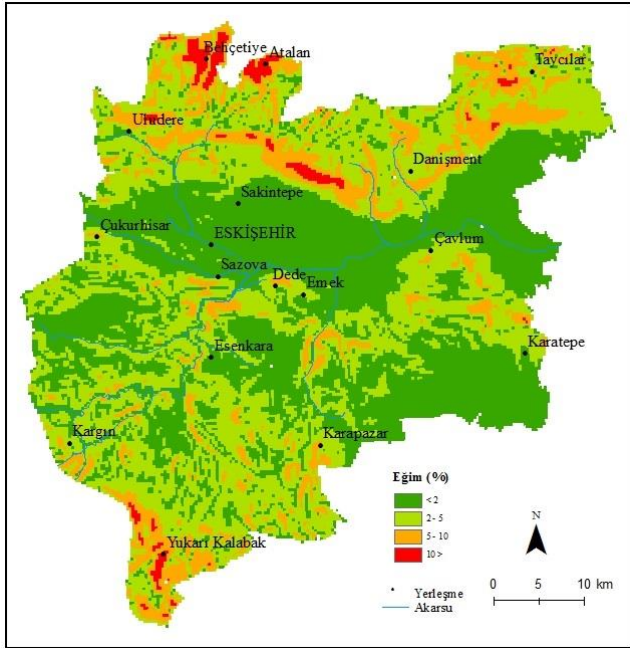 Behçetiye
Atalan
Taycılar
Uludere
Danişment
Sakintepe
Çukurhisar
ESKİŞEHİR
Çavlum
Sazova
Dede
Emek
Esenkara
Karatepe
Kargın
Karapazar
Eğim (%)
< 2
2- 5
5- 10
10 >
N
Yukarı Kalabak
Yerleşme
Akarsu
0 5 10 km